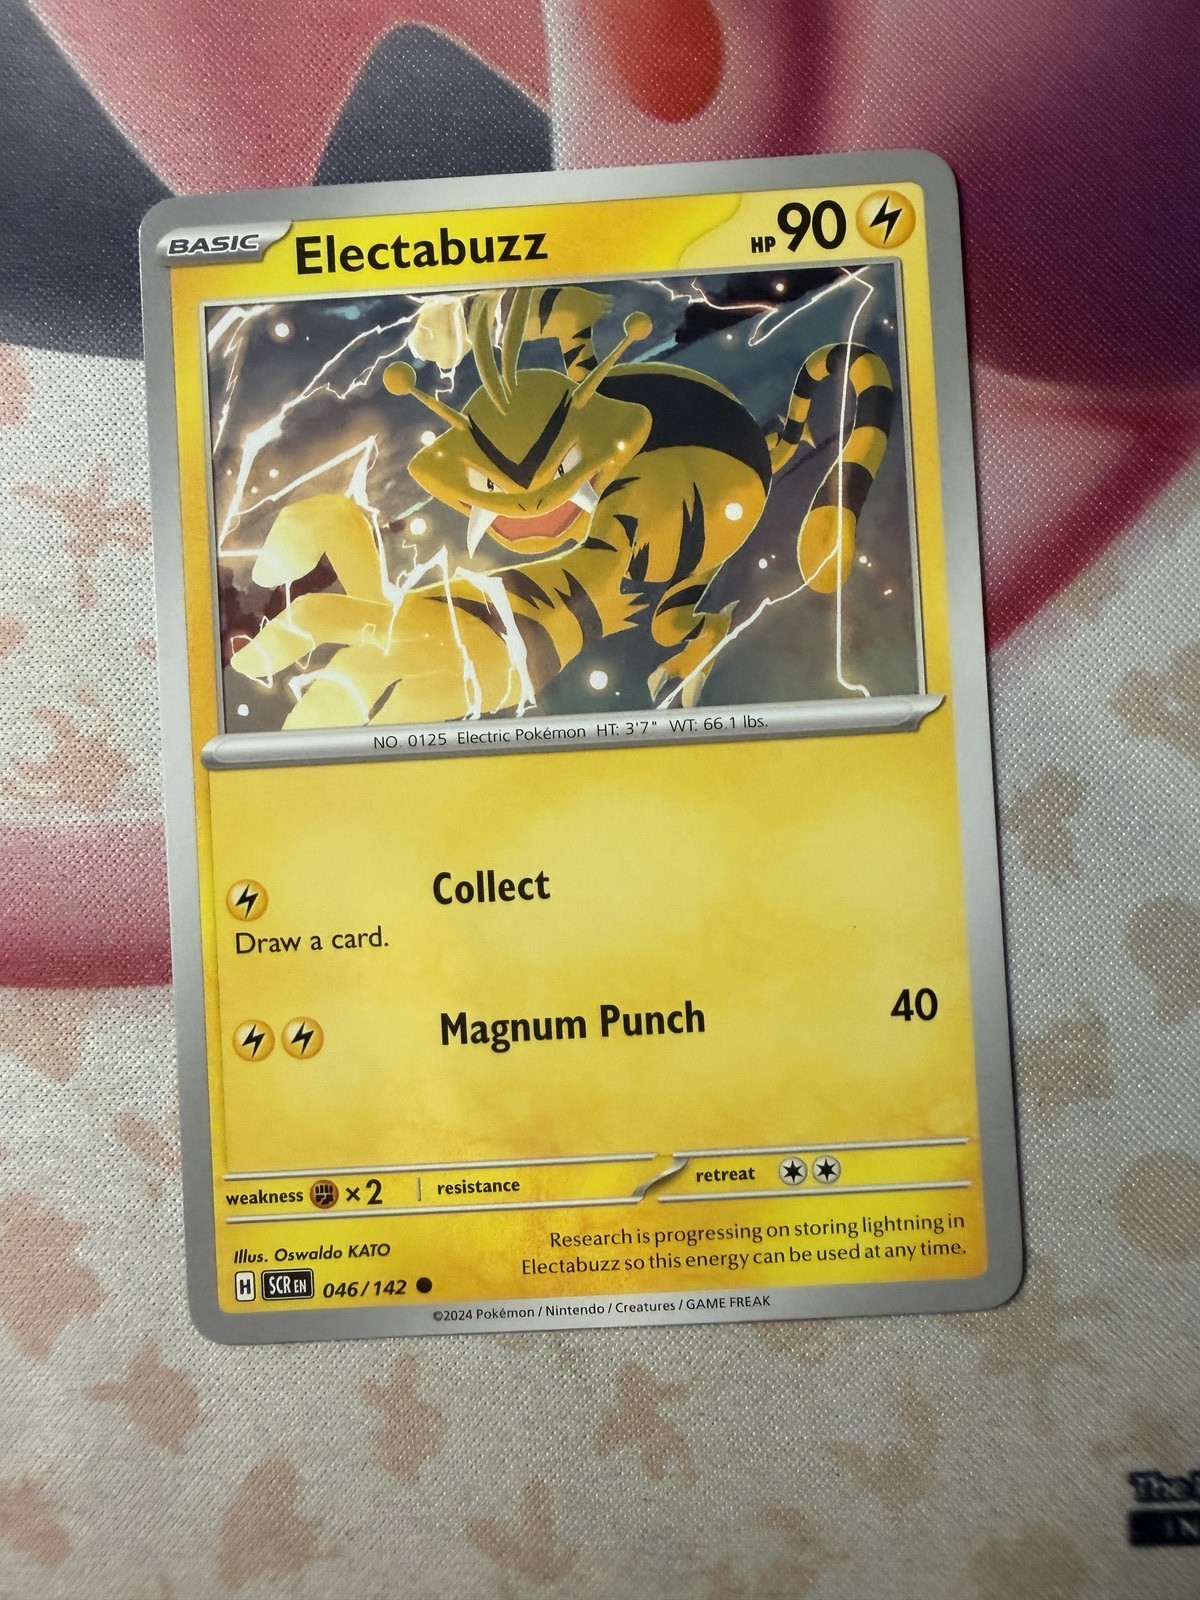 BASIC Electabuzz HP 90
NO. 0125 Electric Pokémon HT: 3'7" WT: 66.1 lbs.
Collect
Draw a card.
Magnum Punch 40
weakness ×2 resistance retreat
Illus. Oswaldo KATO
Research is progressing on storing lightning in
Electabuzz so this energy can be used at any time.
H SCR EN 046/142
©2024 Pokémon / Nintendo / Creatures / GAME FREAK